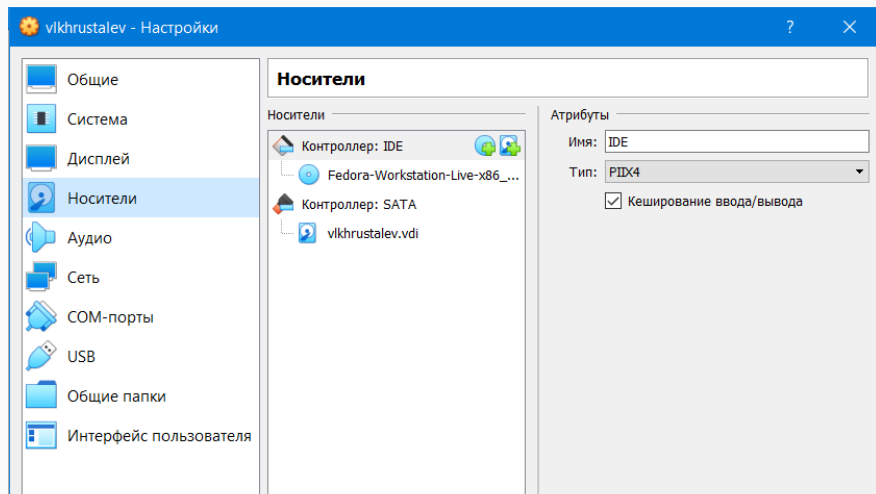 vlkhrustalev - Настройки
?
Общие
Система
Дисплей
Носители
Аудио
Сеть
COM-порты
USB
Общие папки
Интерфейс пользователя
Носители
Носители
Контроллер: IDE
Fedora-Workstation-Live-x86_...
Контроллер: SATA
vlkhrustalev.vdi
Атрибуты
Имя: IDE
Тип: PIIX4
Кеширование ввода/вывода